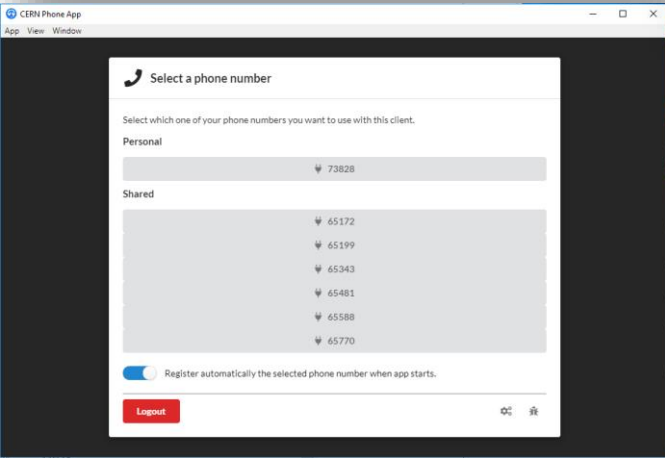 CERN Phone App
App View Window
Select a phone number
Select which one of your phone numbers you want to use with this client.
Personal
73828
Shared
65172
65199
65343
65481
65588
65770
Register automatically the selected phone number when app starts.
Logout